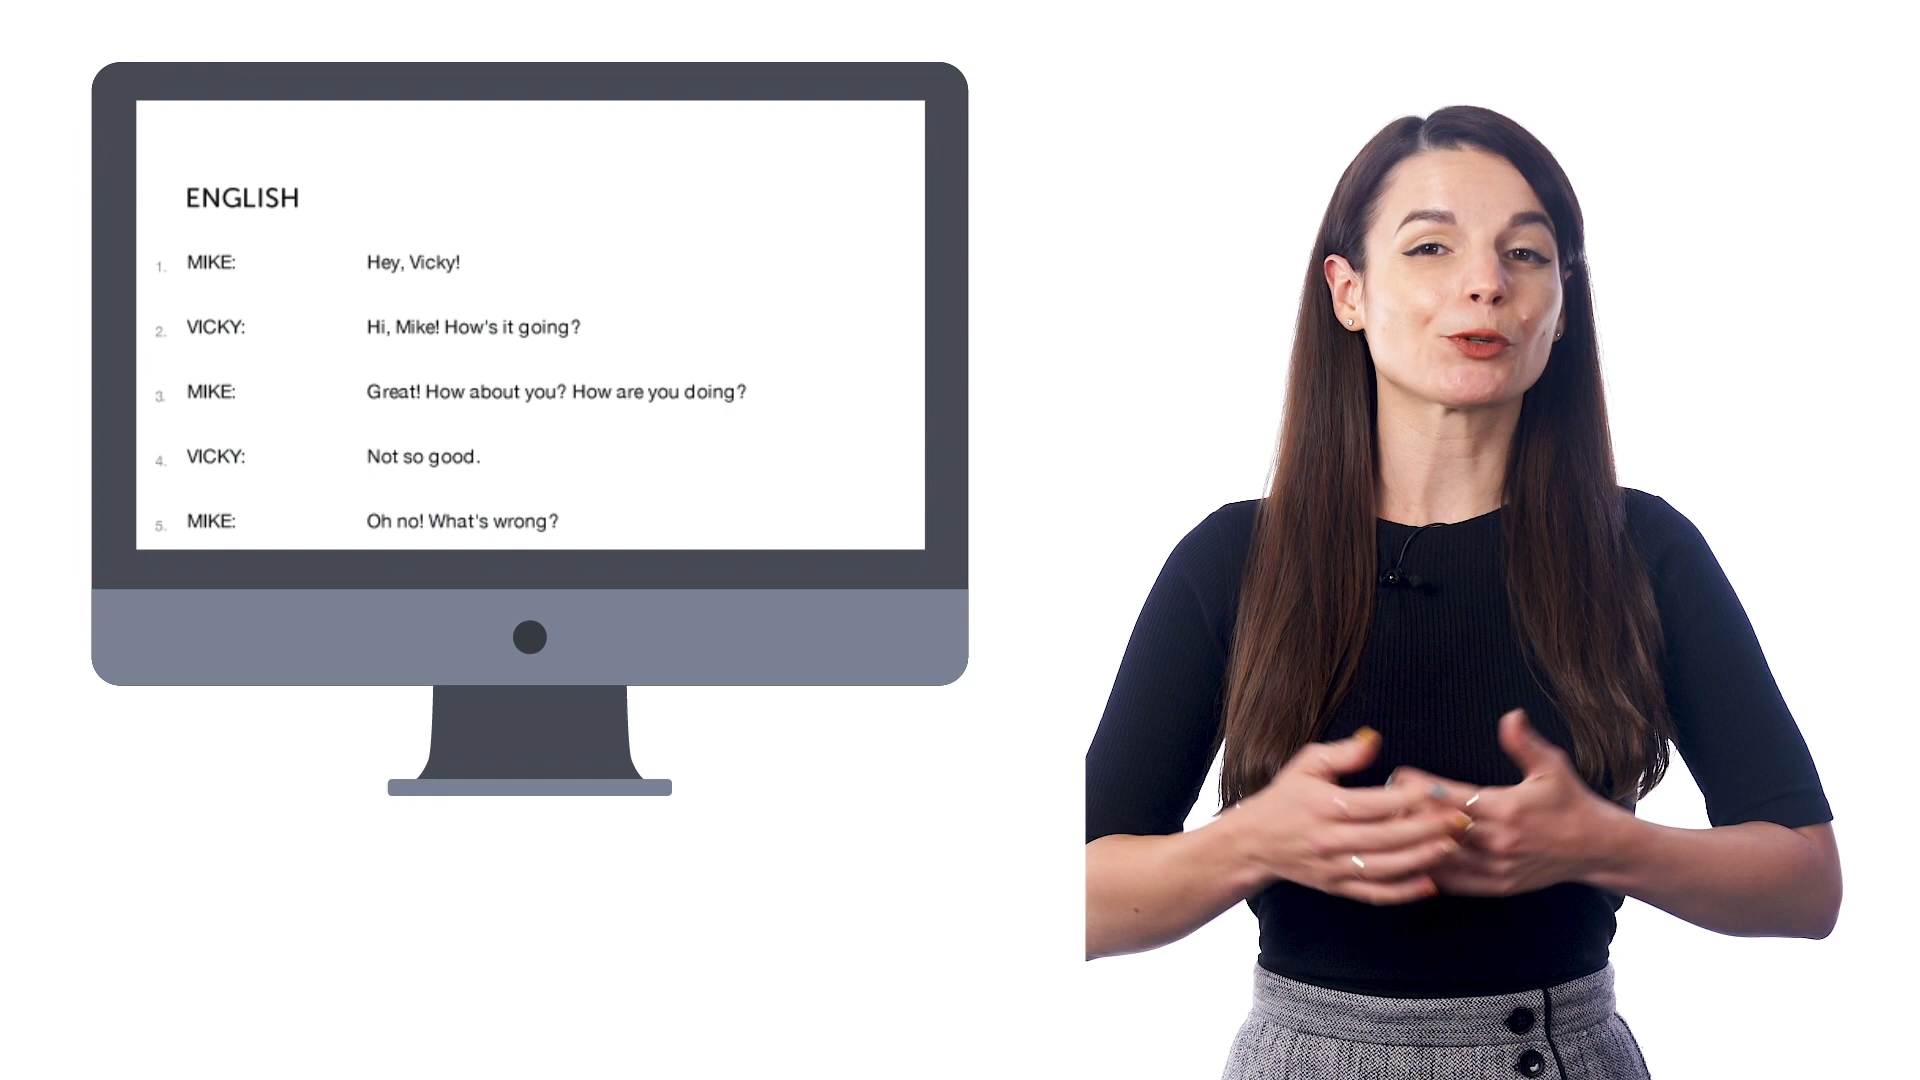 ENGLISH
1. MIKE: Hey, Vicky!
2. VICKY: Hi, Mike! How's it going?
3. MIKE: Great! How about you? How are you doing?
4. VICKY: Not so good.
5. MIKE: Oh no! What's wrong?